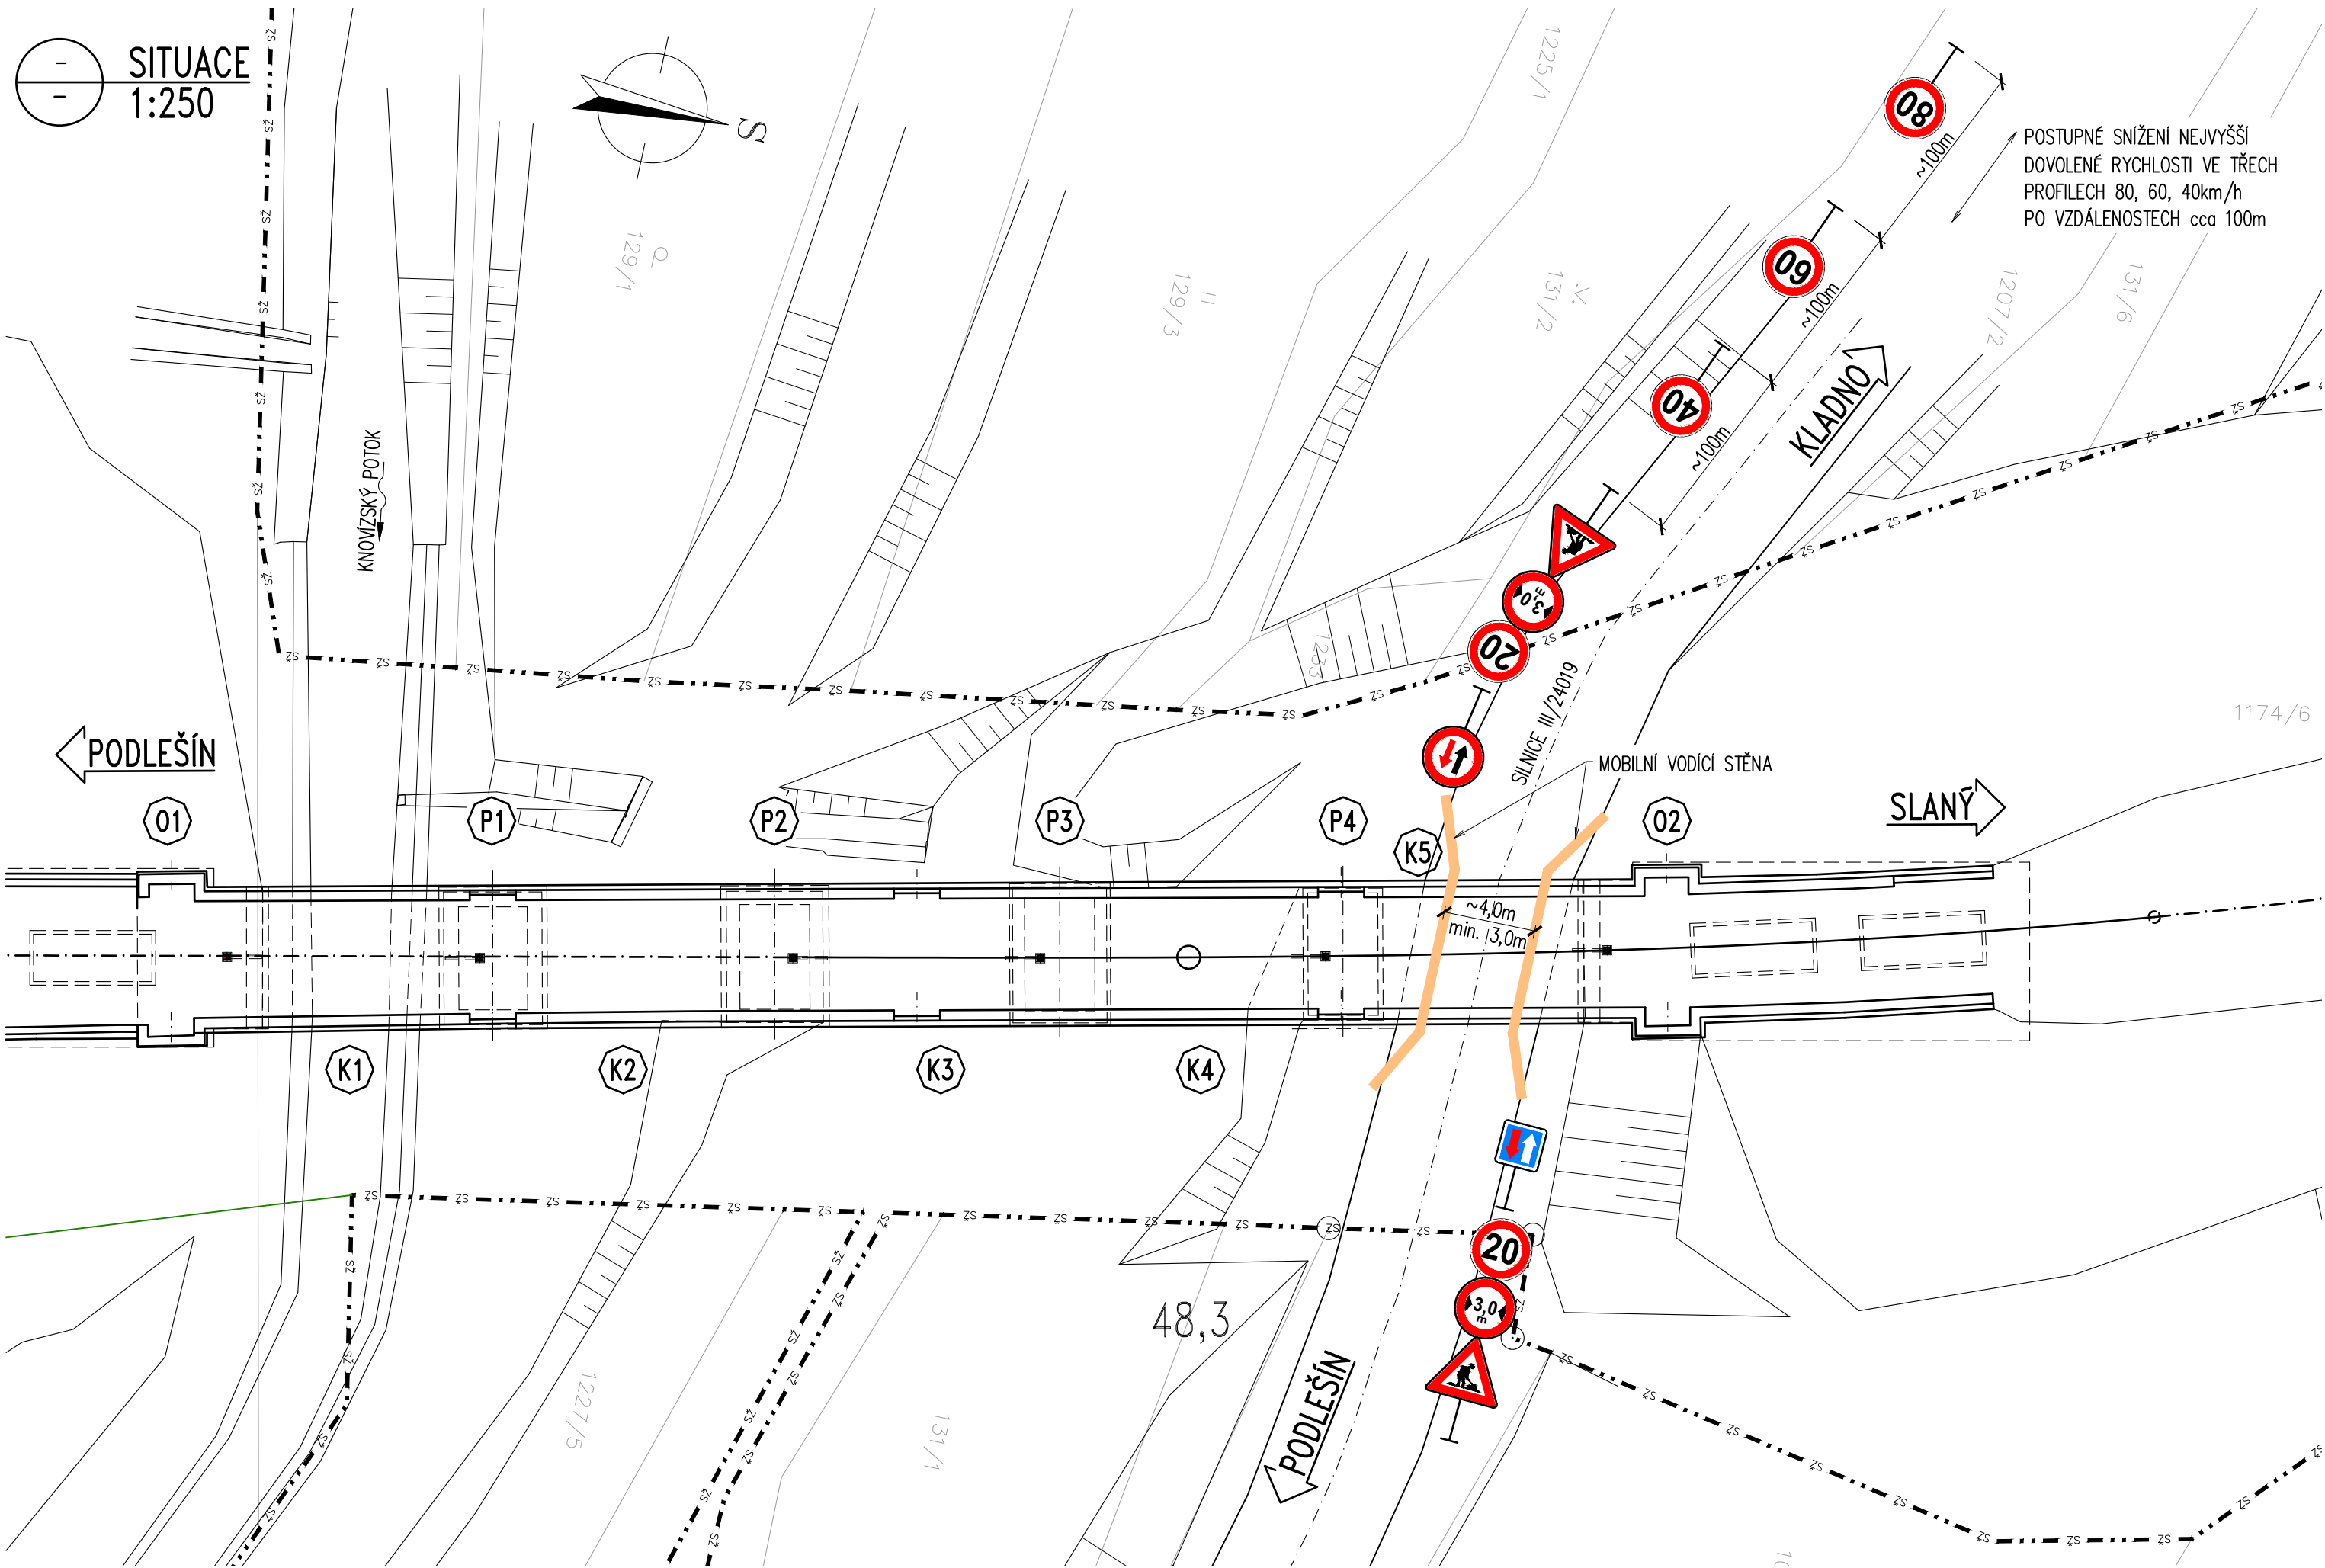 SITUACE
1:250
S
POSTUPNÉ SNÍŽENÍ NEJVYŠŠÍ
DOVOLENÉ RYCHLOSTI VE TŘECH
PROFILECH 80, 60, 40km/h
PO VZDÁLENOSTECH cca 100m
80
~100m
60
~100m
40
~100m
KLADNO
1225/1
129/1
129/3
131/2
1207/2
131/6
KNOVÍZSKÝ POTOK
3,0
m
20
1233
SILNICE III/24019
1174/6
MOBILNÍ VODÍCÍ STĚNA
PODLEŠÍN
SLANÝ
O1
P1
P2
P3
P4
K5
O2
~4,0m
min. 3,0m
K1
K2
K3
K4
20
3,0
m
48,3
PODLEŠÍN
1227/5
131/1